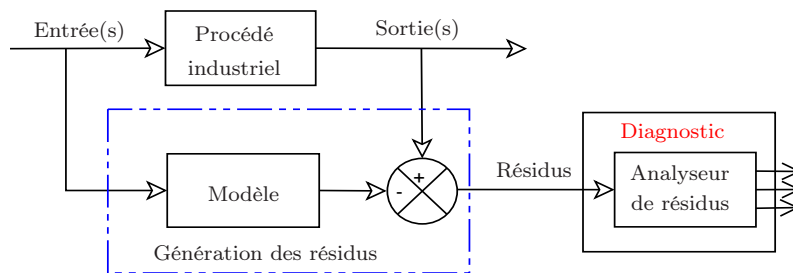 Entrée(s)
Procédé
industriel
Sortie(s)
Diagnostic
+
-
Modèle
Résidus
Analyseur
de résidus
Génération des résidus